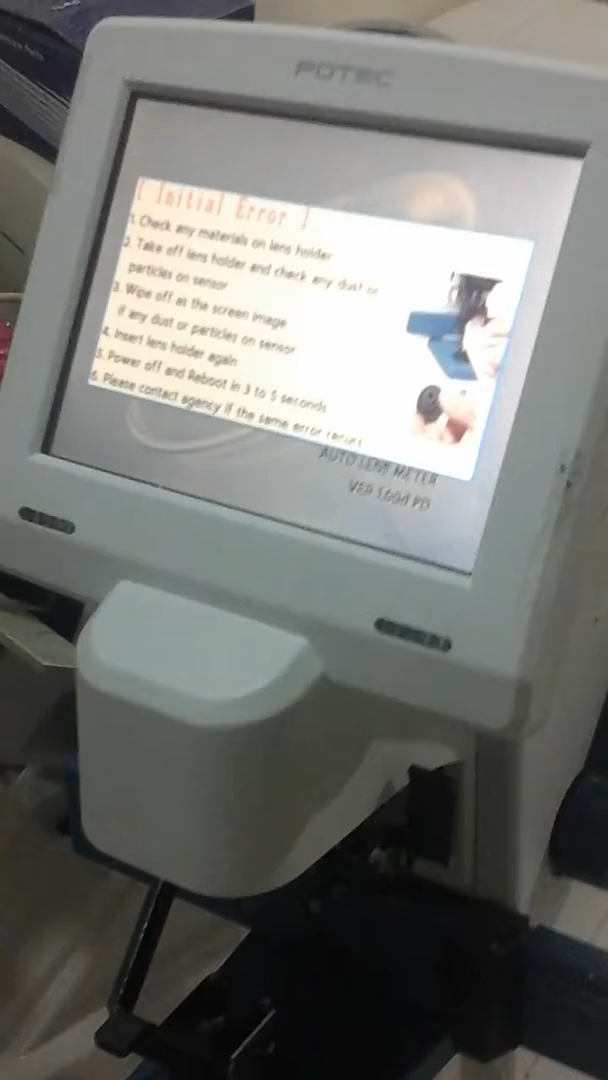 POTEC
[ Initial Error ]
1. Check any materials on lens holder
2. Take off lens holder and check any dust or
particles on sensor
3. Wipe off as the screen image
if any dust or particles on sensor
4. Insert lens holder again
5. Power off and Reboot in 3 to 5 seconds
6. Please contact agency if the same error recurs
AUTO LENS METER
VER PD